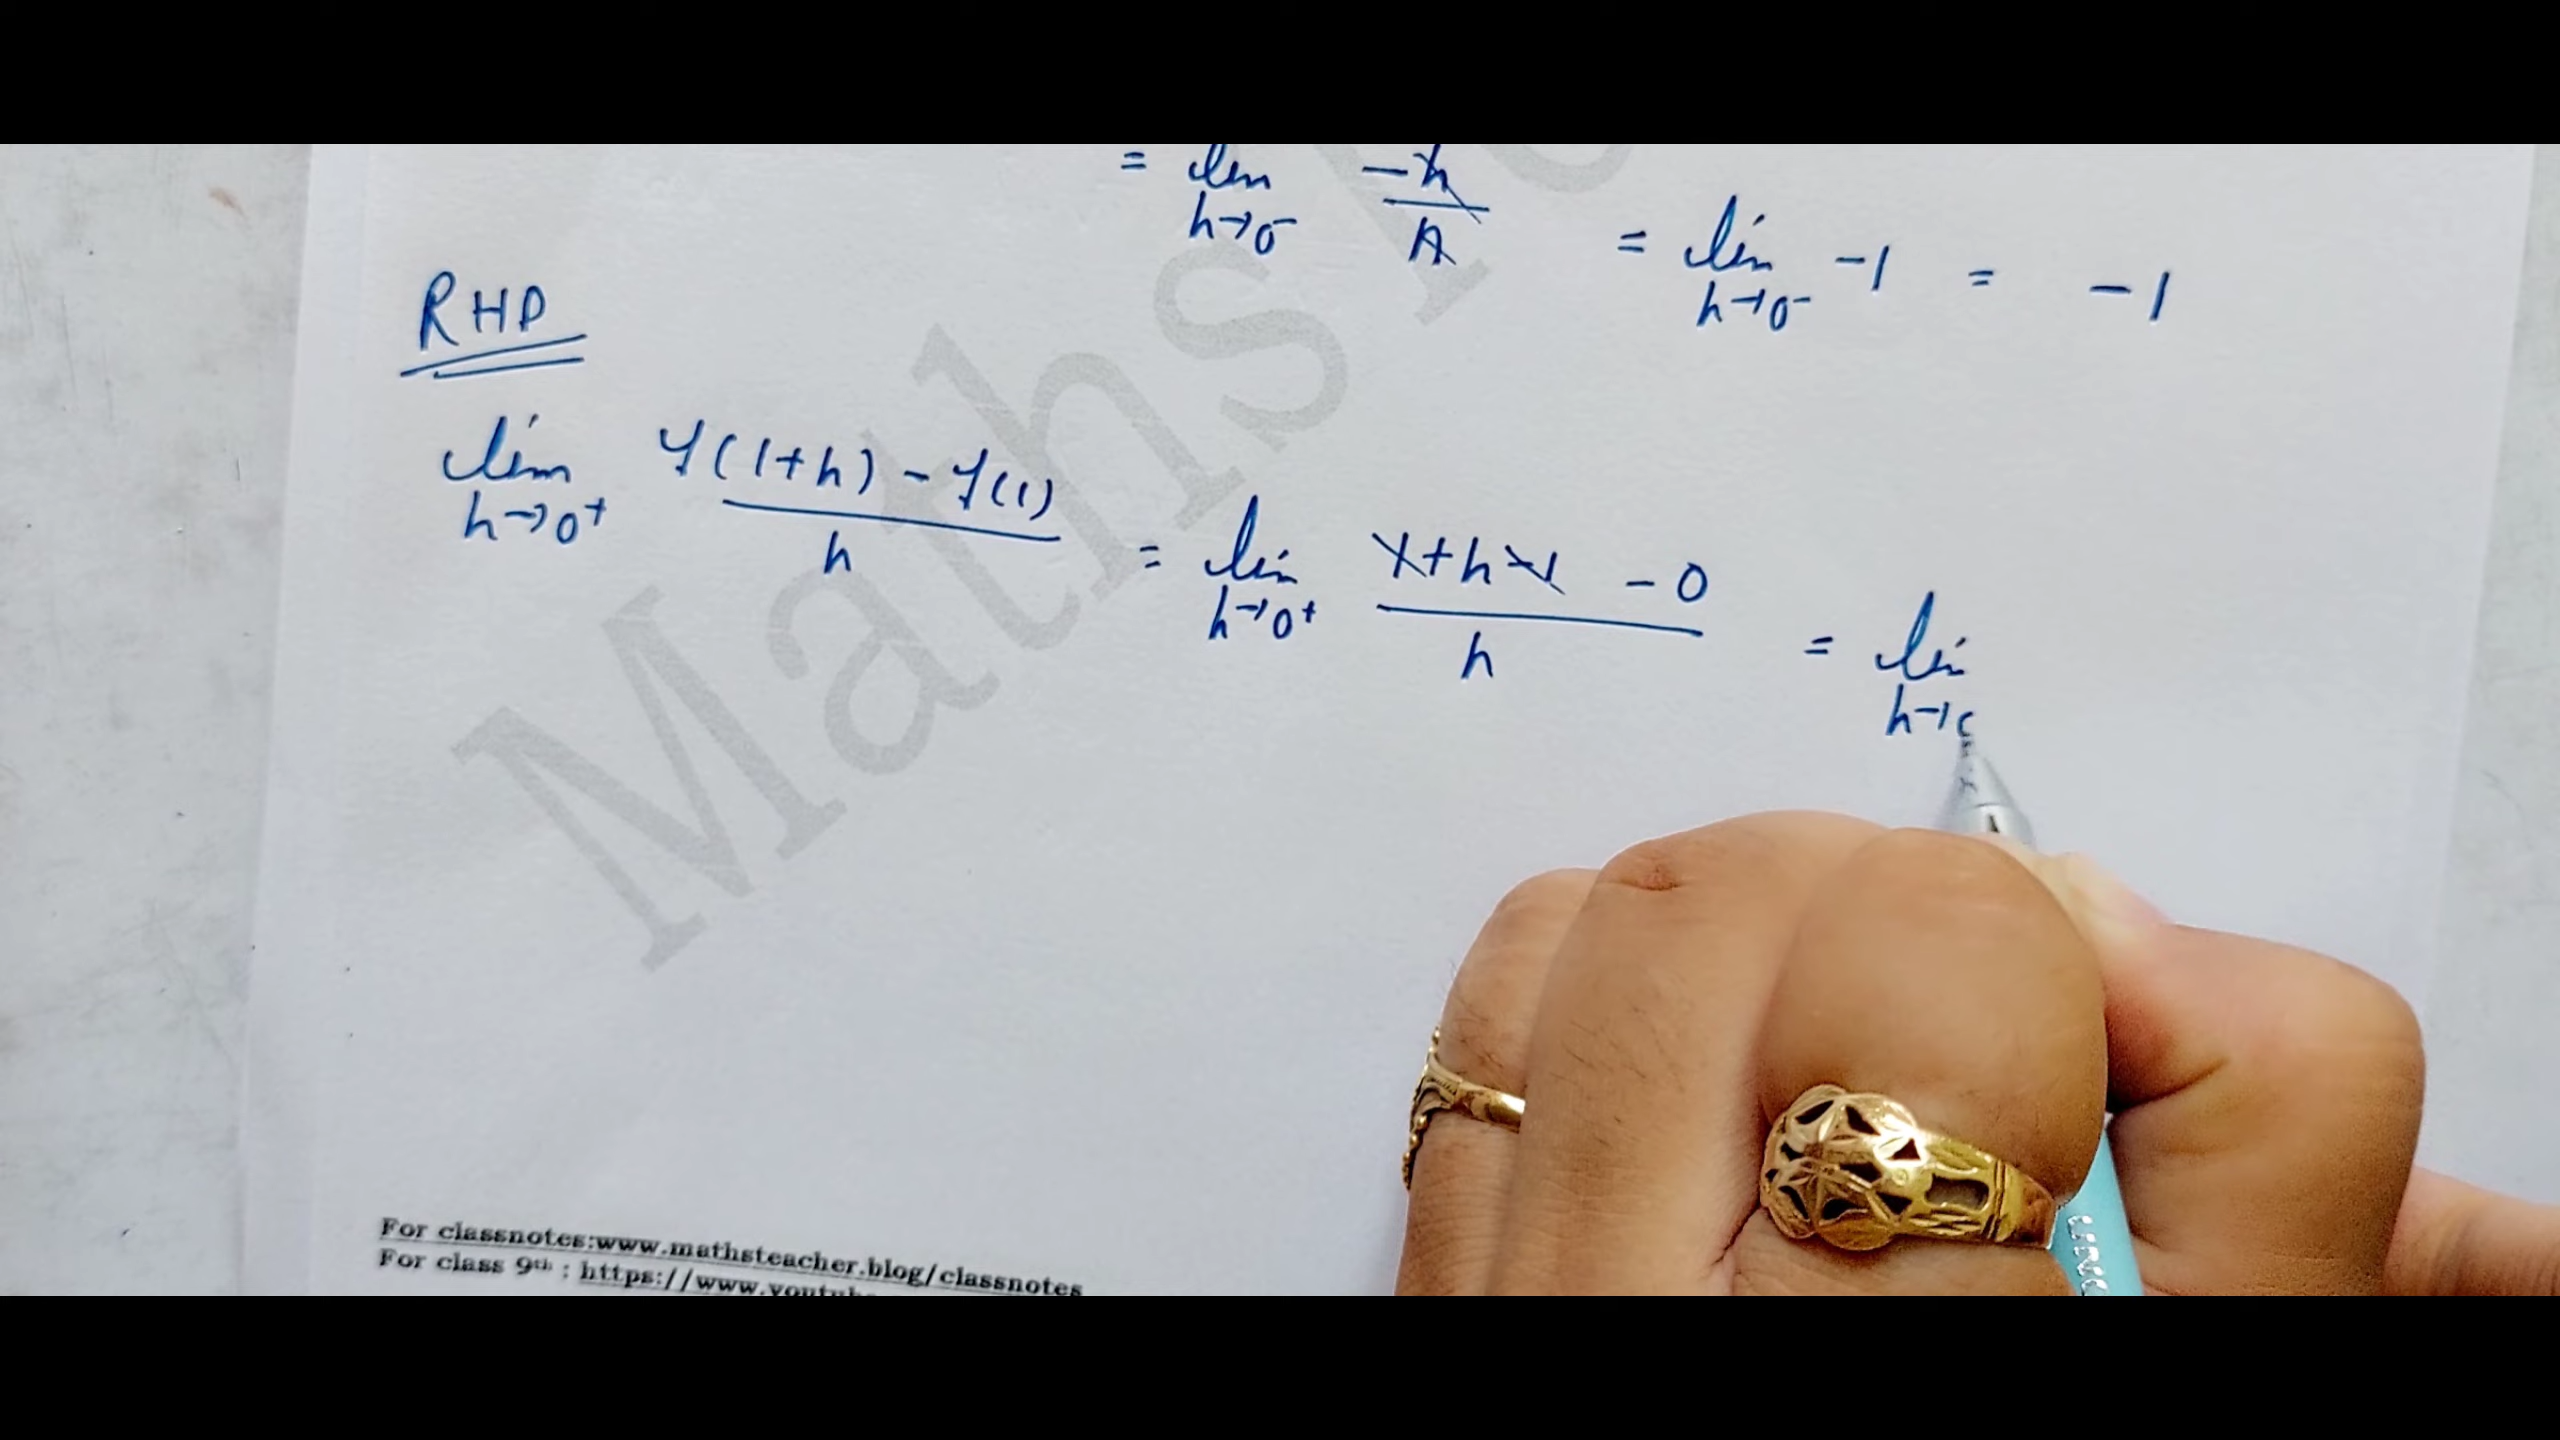 = lim h→0⁻ -h/h = lim h→0⁻ -1 = -1
RHD
lim h→0⁺ f(1+h) - f(1) / h = lim h→0⁺ 1+h-1 - 0 / h = lim h→
Maths
For classnotes:www.mathsteacher.blog/classnotes
For class 9th : https://www.youtub